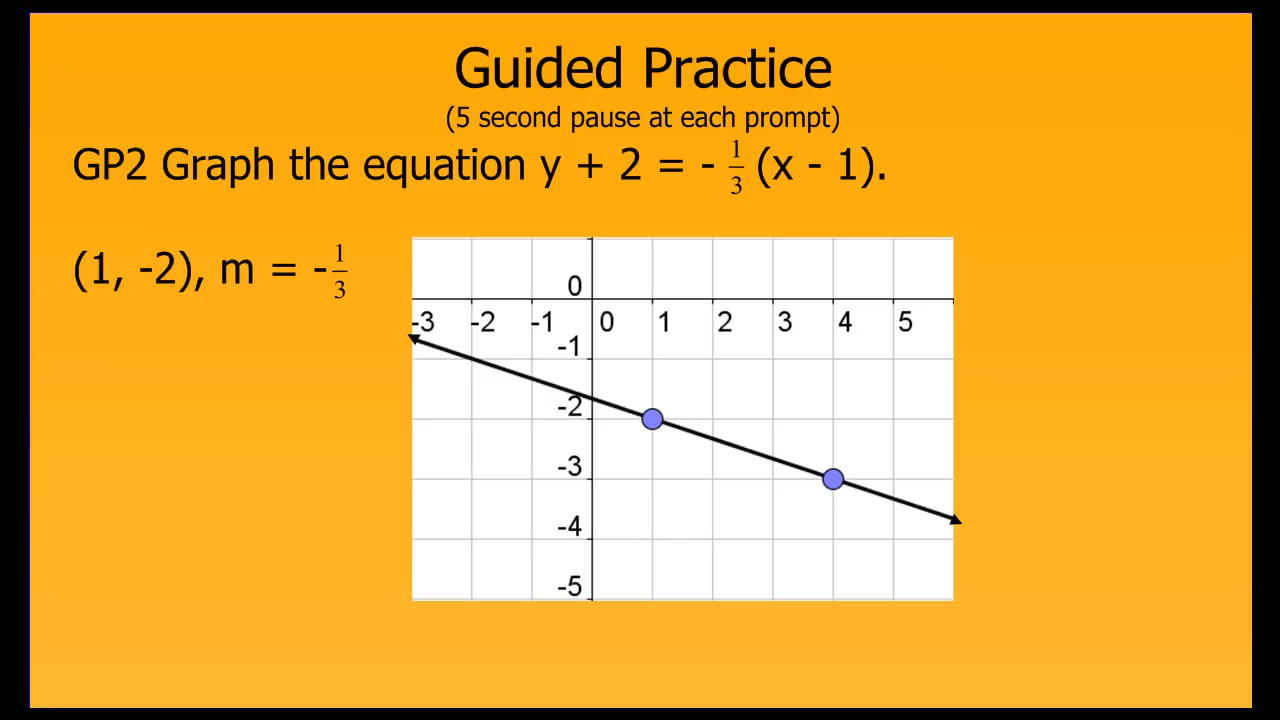 Guided Practice
(5 second pause at each prompt)
GP2 Graph the equation y + 2 = - 1/3 (x - 1).
(1, -2), m = - 1/3
0
-3 -2 -1 0 1 2 3 4 5
-1
-2
-3
-4
-5